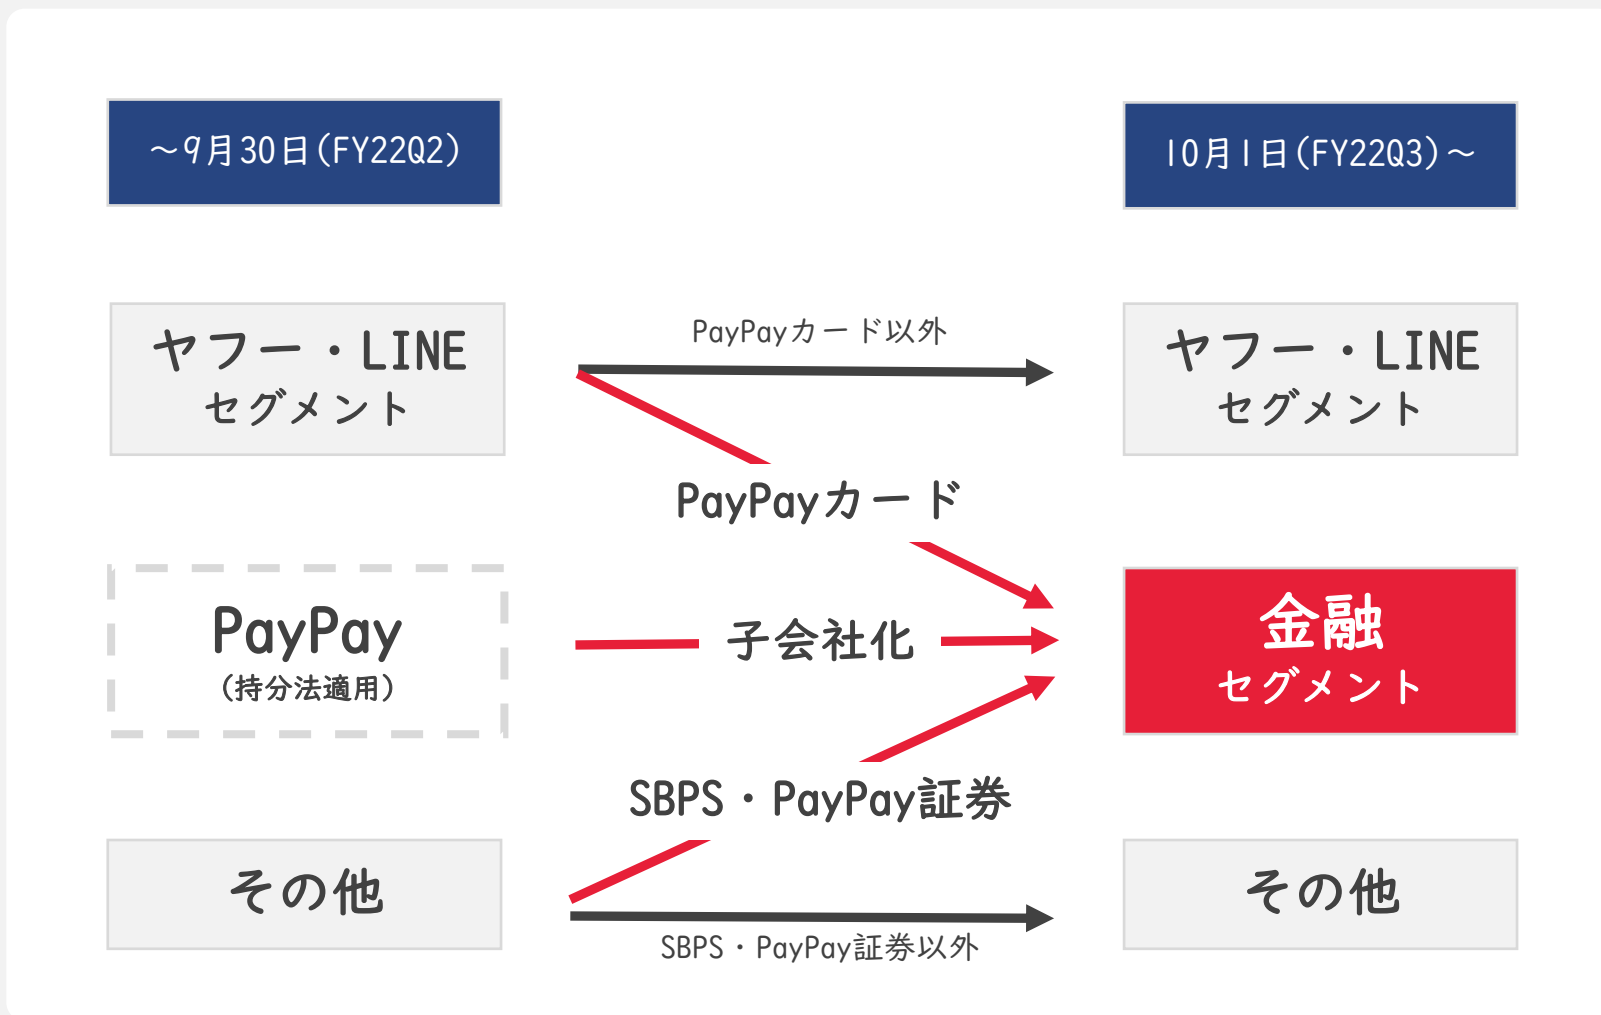 ～9月30日(FY22Q2)
10月1日(FY22Q3)～
ヤフー・LINE
セグメント
PayPayカード以外
ヤフー・LINE
セグメント
PayPayカード
PayPay
(持分法適用)
子会社化
金融
セグメント
SBPS・PayPay証券
その他
その他
SBPS・PayPay証券以外